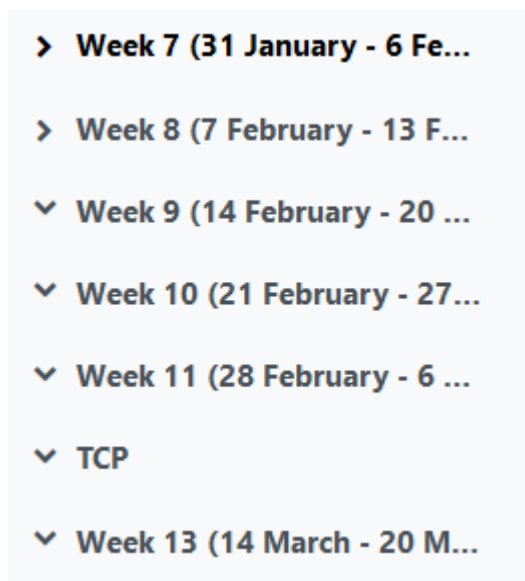 Week 7 (31 January - 6 Fe...
Week 8 (7 February - 13 F...
Week 9 (14 February - 20 ...
Week 10 (21 February - 27...
Week 11 (28 February - 6 ...
TCP
Week 13 (14 March - 20 M...